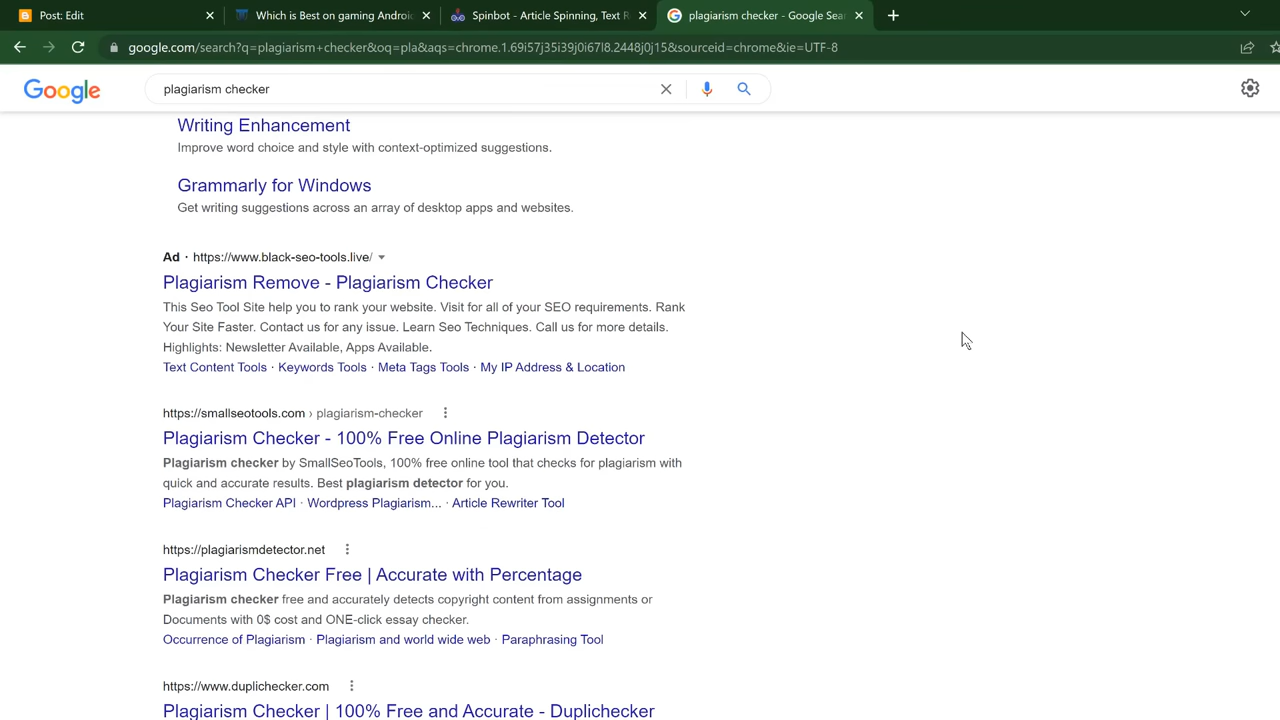 Post: Edit
Which is Best on gaming Androi
Spinbot - Article Spinning, Text R
plagiarism checker - Google Sear
google.com/search?q=plagiarism+checker&oq=pla&aqs=chrome.1.69i57j35i39j0i67l8.2448j0j15&sourceid=chrome&ie=UTF-8
Google
plagiarism checker
Writing Enhancement
Improve word choice and style with context-optimized suggestions.
Grammarly for Windows
Get writing suggestions across an array of desktop apps and websites.
Ad · https://www.black-seo-tools.live/
Plagiarism Remove - Plagiarism Checker
This Seo Tool Site help you to rank your website. Visit for all of your SEO requirements. Rank
Your Site Faster. Contact us for any issue. Learn Seo Techniques. Call us for more details.
Highlights: Newsletter Available, Apps Available.
Text Content Tools · Keywords Tools · Meta Tags Tools · My IP Address & Location
https://smallseotools.com › plagiarism-checker
Plagiarism Checker - 100% Free Online Plagiarism Detector
Plagiarism checker by SmallSeoTools, 100% free online tool that checks for plagiarism with
quick and accurate results. Best plagiarism detector for you.
Plagiarism Checker API · Wordpress Plagiarism... · Article Rewriter Tool
https://plagiarismdetector.net
Plagiarism Checker Free | Accurate with Percentage
Plagiarism checker free and accurately detects copyright content from assignments or
Documents with 0$ cost and ONE-click essay checker.
Occurrence of Plagiarism · Plagiarism and world wide web · Paraphrasing Tool
https://www.duplichecker.com
Plagiarism Checker | 100% Free and Accurate - Duplichecker